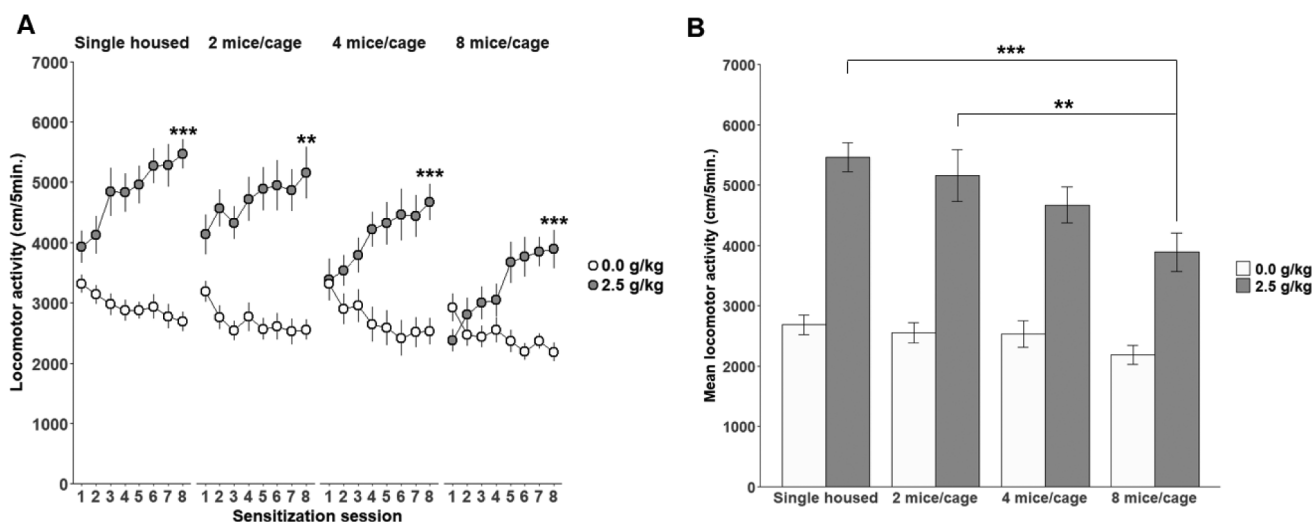 A
Single housed 2 mice/cage 4 mice/cage 8 mice/cage
Locomotor activity (cm/5min.)
7000
6000
5000
4000
3000
2000
1000
0
***
**
***
***
0.0 g/kg
2.5 g/kg
1 2 3 4 5 6 7 8 1 2 3 4 5 6 7 8 1 2 3 4 5 6 7 8 1 2 3 4 5 6 7 8
Sensitization session
B
Mean locomotor activity (cm/5min.)
7000
6000
5000
4000
3000
2000
1000
0
***
**
0.0 g/kg
2.5 g/kg
Single housed 2 mice/cage 4 mice/cage 8 mice/cage